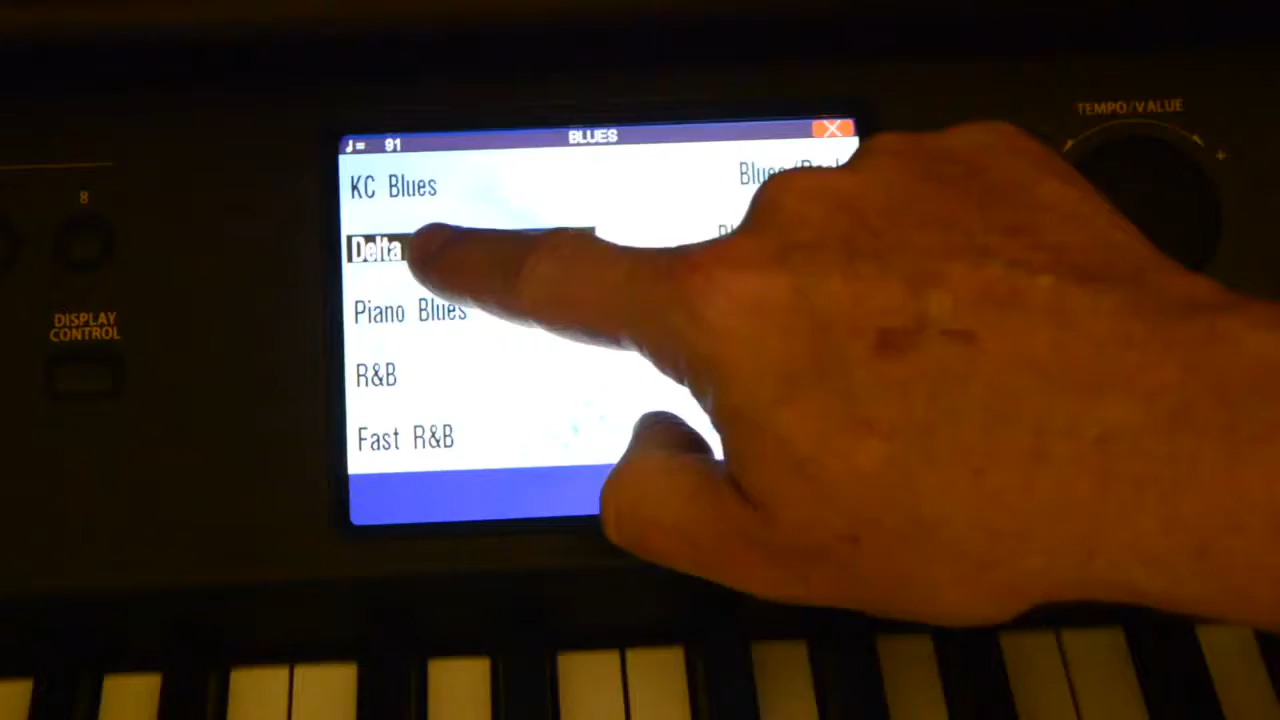 TEMPO/VALUE
♩= 91 BLUES
8
KC Blues
Delta
Piano Blues
R&B
Fast R&B
DISPLAY
CONTROL
+